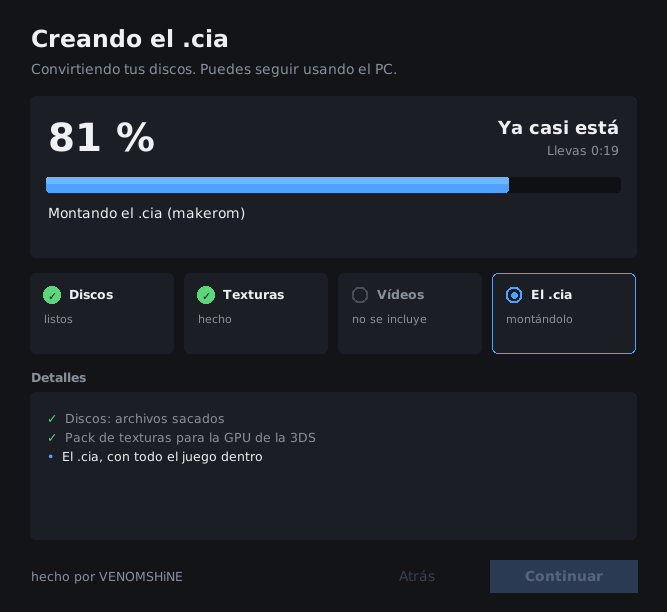 Creando el .cia
Convirtiendo tus discos. Puedes seguir usando el PC.
81 %
Ya casi está
Llevas 0:19
Montando el .cia (makerom)
✓ Discos
listos
✓ Texturas
hecho
Vídeos
no se incluye
El .cia
montándolo
Detalles
✓ Discos: archivos sacados
✓ Pack de texturas para la GPU de la 3DS
• El .cia, con todo el juego dentro
hecho por VENOMSHiNE
Atrás
Continuar